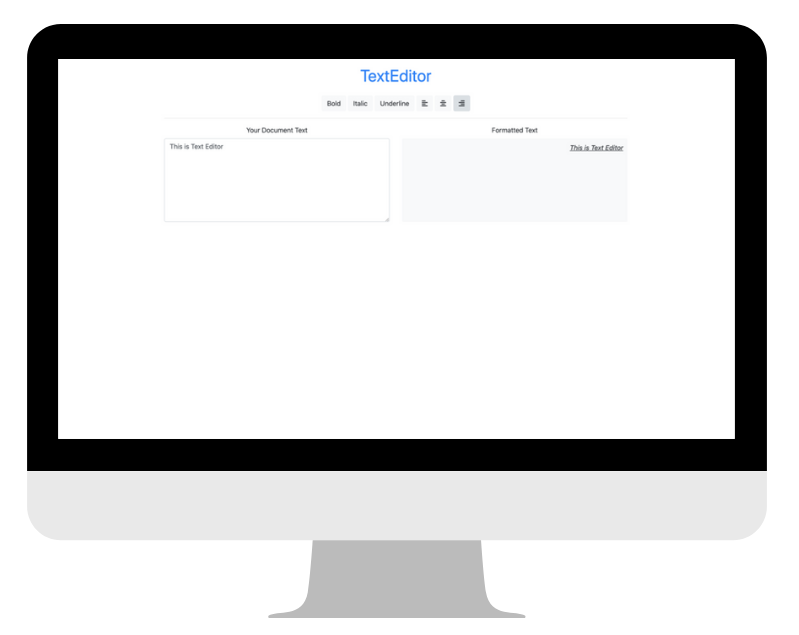 TextEditor
Bold Italic Underline
Your Document Text
Formatted Text
This is Text Editor
This is Text Editor